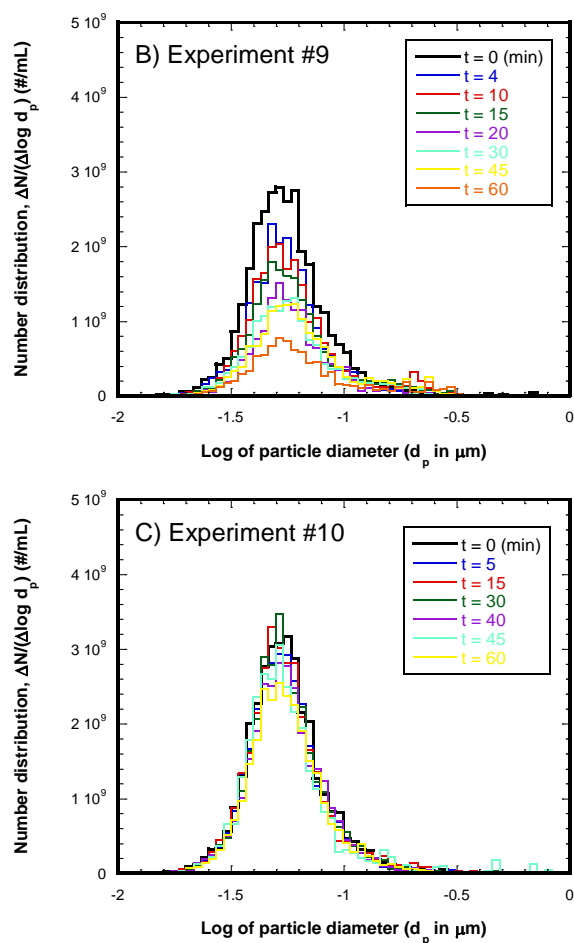 B) Experiment #9
t = 0 (min)
t = 4
t = 10
t = 15
t = 20
t = 30
t = 45
t = 60
Number distribution, ΔN/(Δlog dₚ) (#/mL)
5 10⁹
4 10⁹
3 10⁹
2 10⁹
1 10⁹
0
-2 -1.5 -1 -0.5 0
Log of particle diameter (dₚ in μm)
C) Experiment #10
t = 0 (min)
t = 5
t = 15
t = 30
t = 40
t = 45
t = 60
Number distribution, ΔN/(Δlog dₚ) (#/mL)
5 10⁹
4 10⁹
3 10⁹
2 10⁹
1 10⁹
0
-2 -1.5 -1 -0.5 0
Log of particle diameter (dₚ in μm)